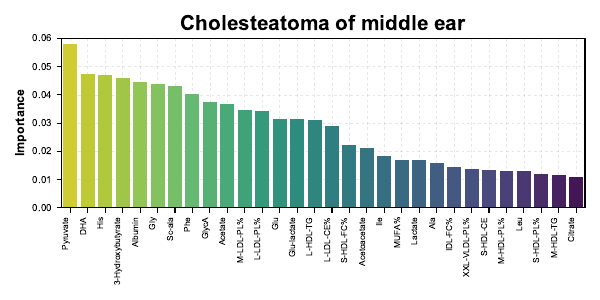 Cholesteatoma of middle ear
Importance
0.06
0.05
0.04
0.03
0.02
0.01
0.00
Pyruvate
DHA
His
3-Hydroxybutyrate
Albumin
Gly
Sc-ala
Phe
GlycA
Acetate
M-LDL-PL%
L-LDL-PL%
Glu
Glu-lactate
L-HDL-TG
L-LDL-CE%
S-HDL-FC%
Acetoacetate
Ile
MUFA%
Lactate
Ala
IDL-FC%
XXL-VLDL-PL%
S-HDL-CE
M-HDL-PL%
Leu
S-HDL-PL%
M-HDL-TG
Citrate